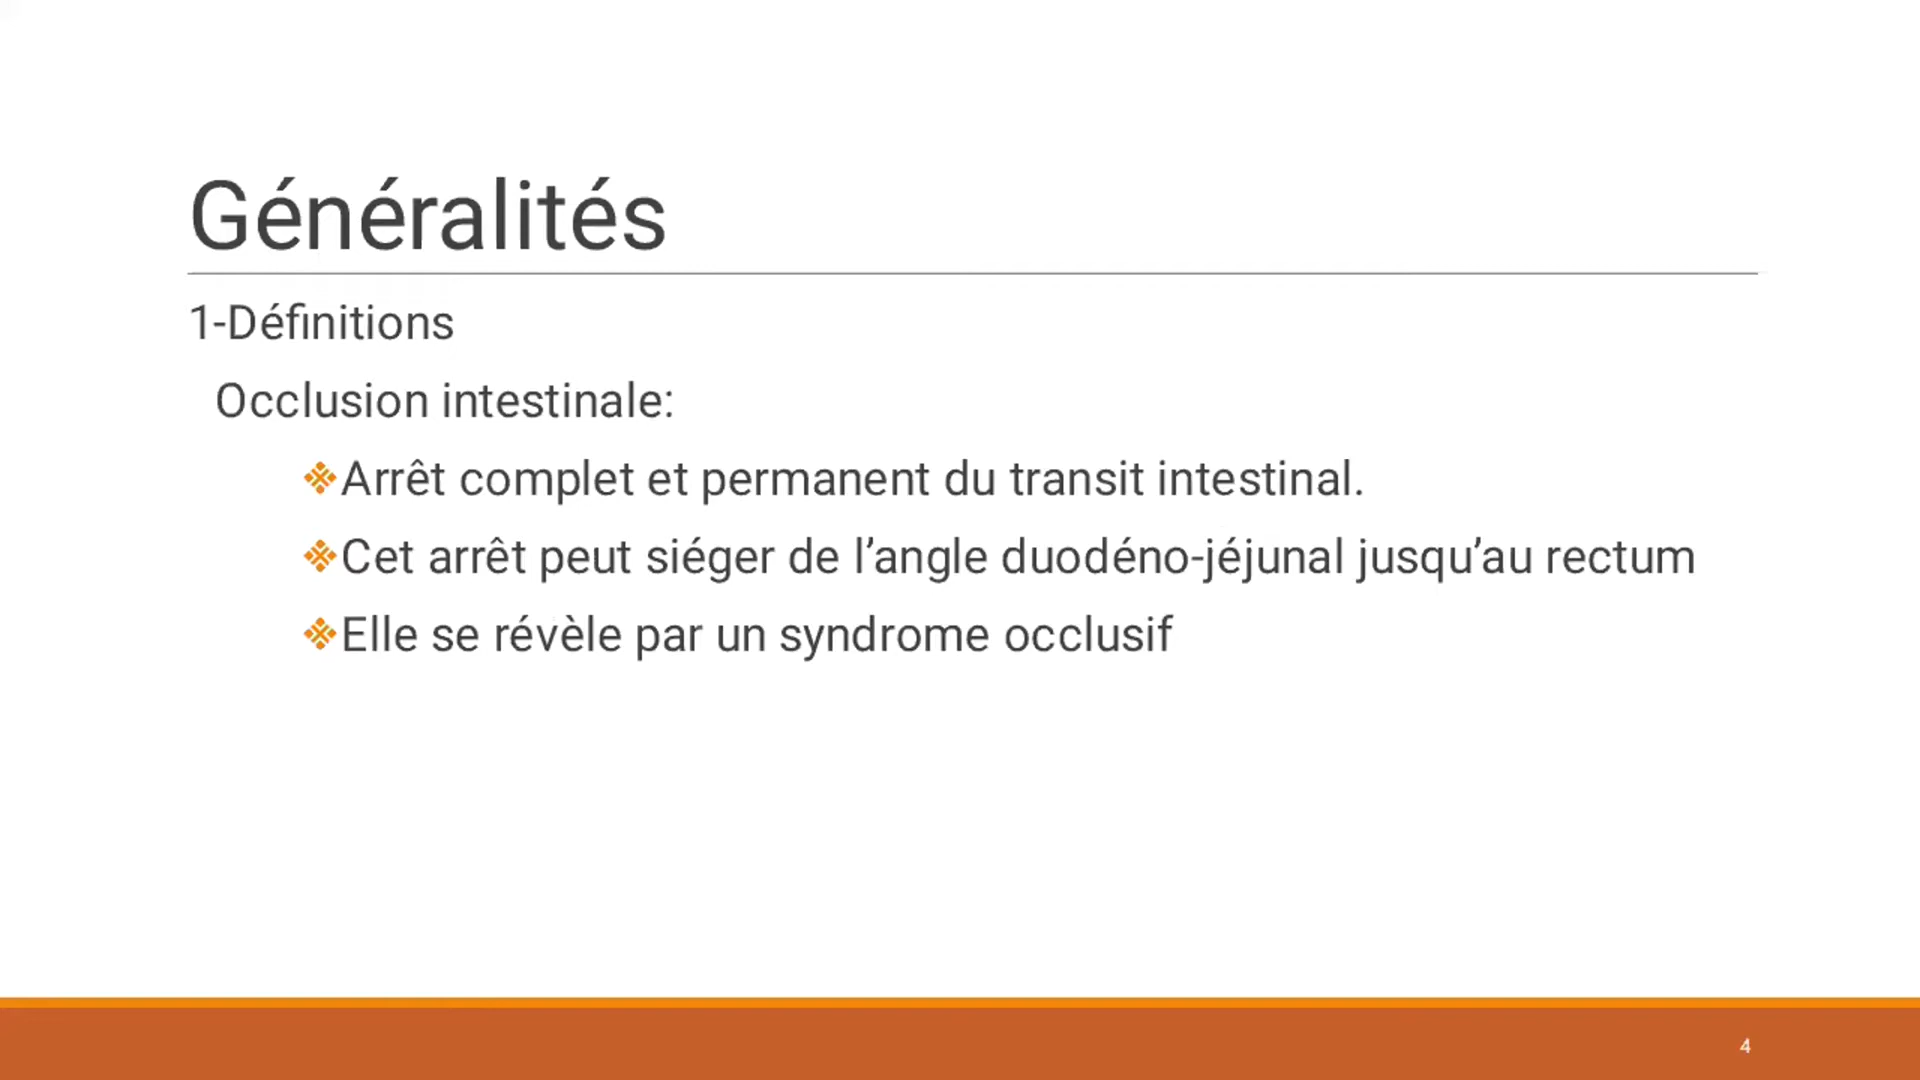 Généralités
1-Définitions
Occlusion intestinale:
❖Arrêt complet et permanent du transit intestinal.
❖Cet arrêt peut siéger de l’angle duodéno-jéjunal jusqu’au rectum
❖Elle se révèle par un syndrome occlusif
4